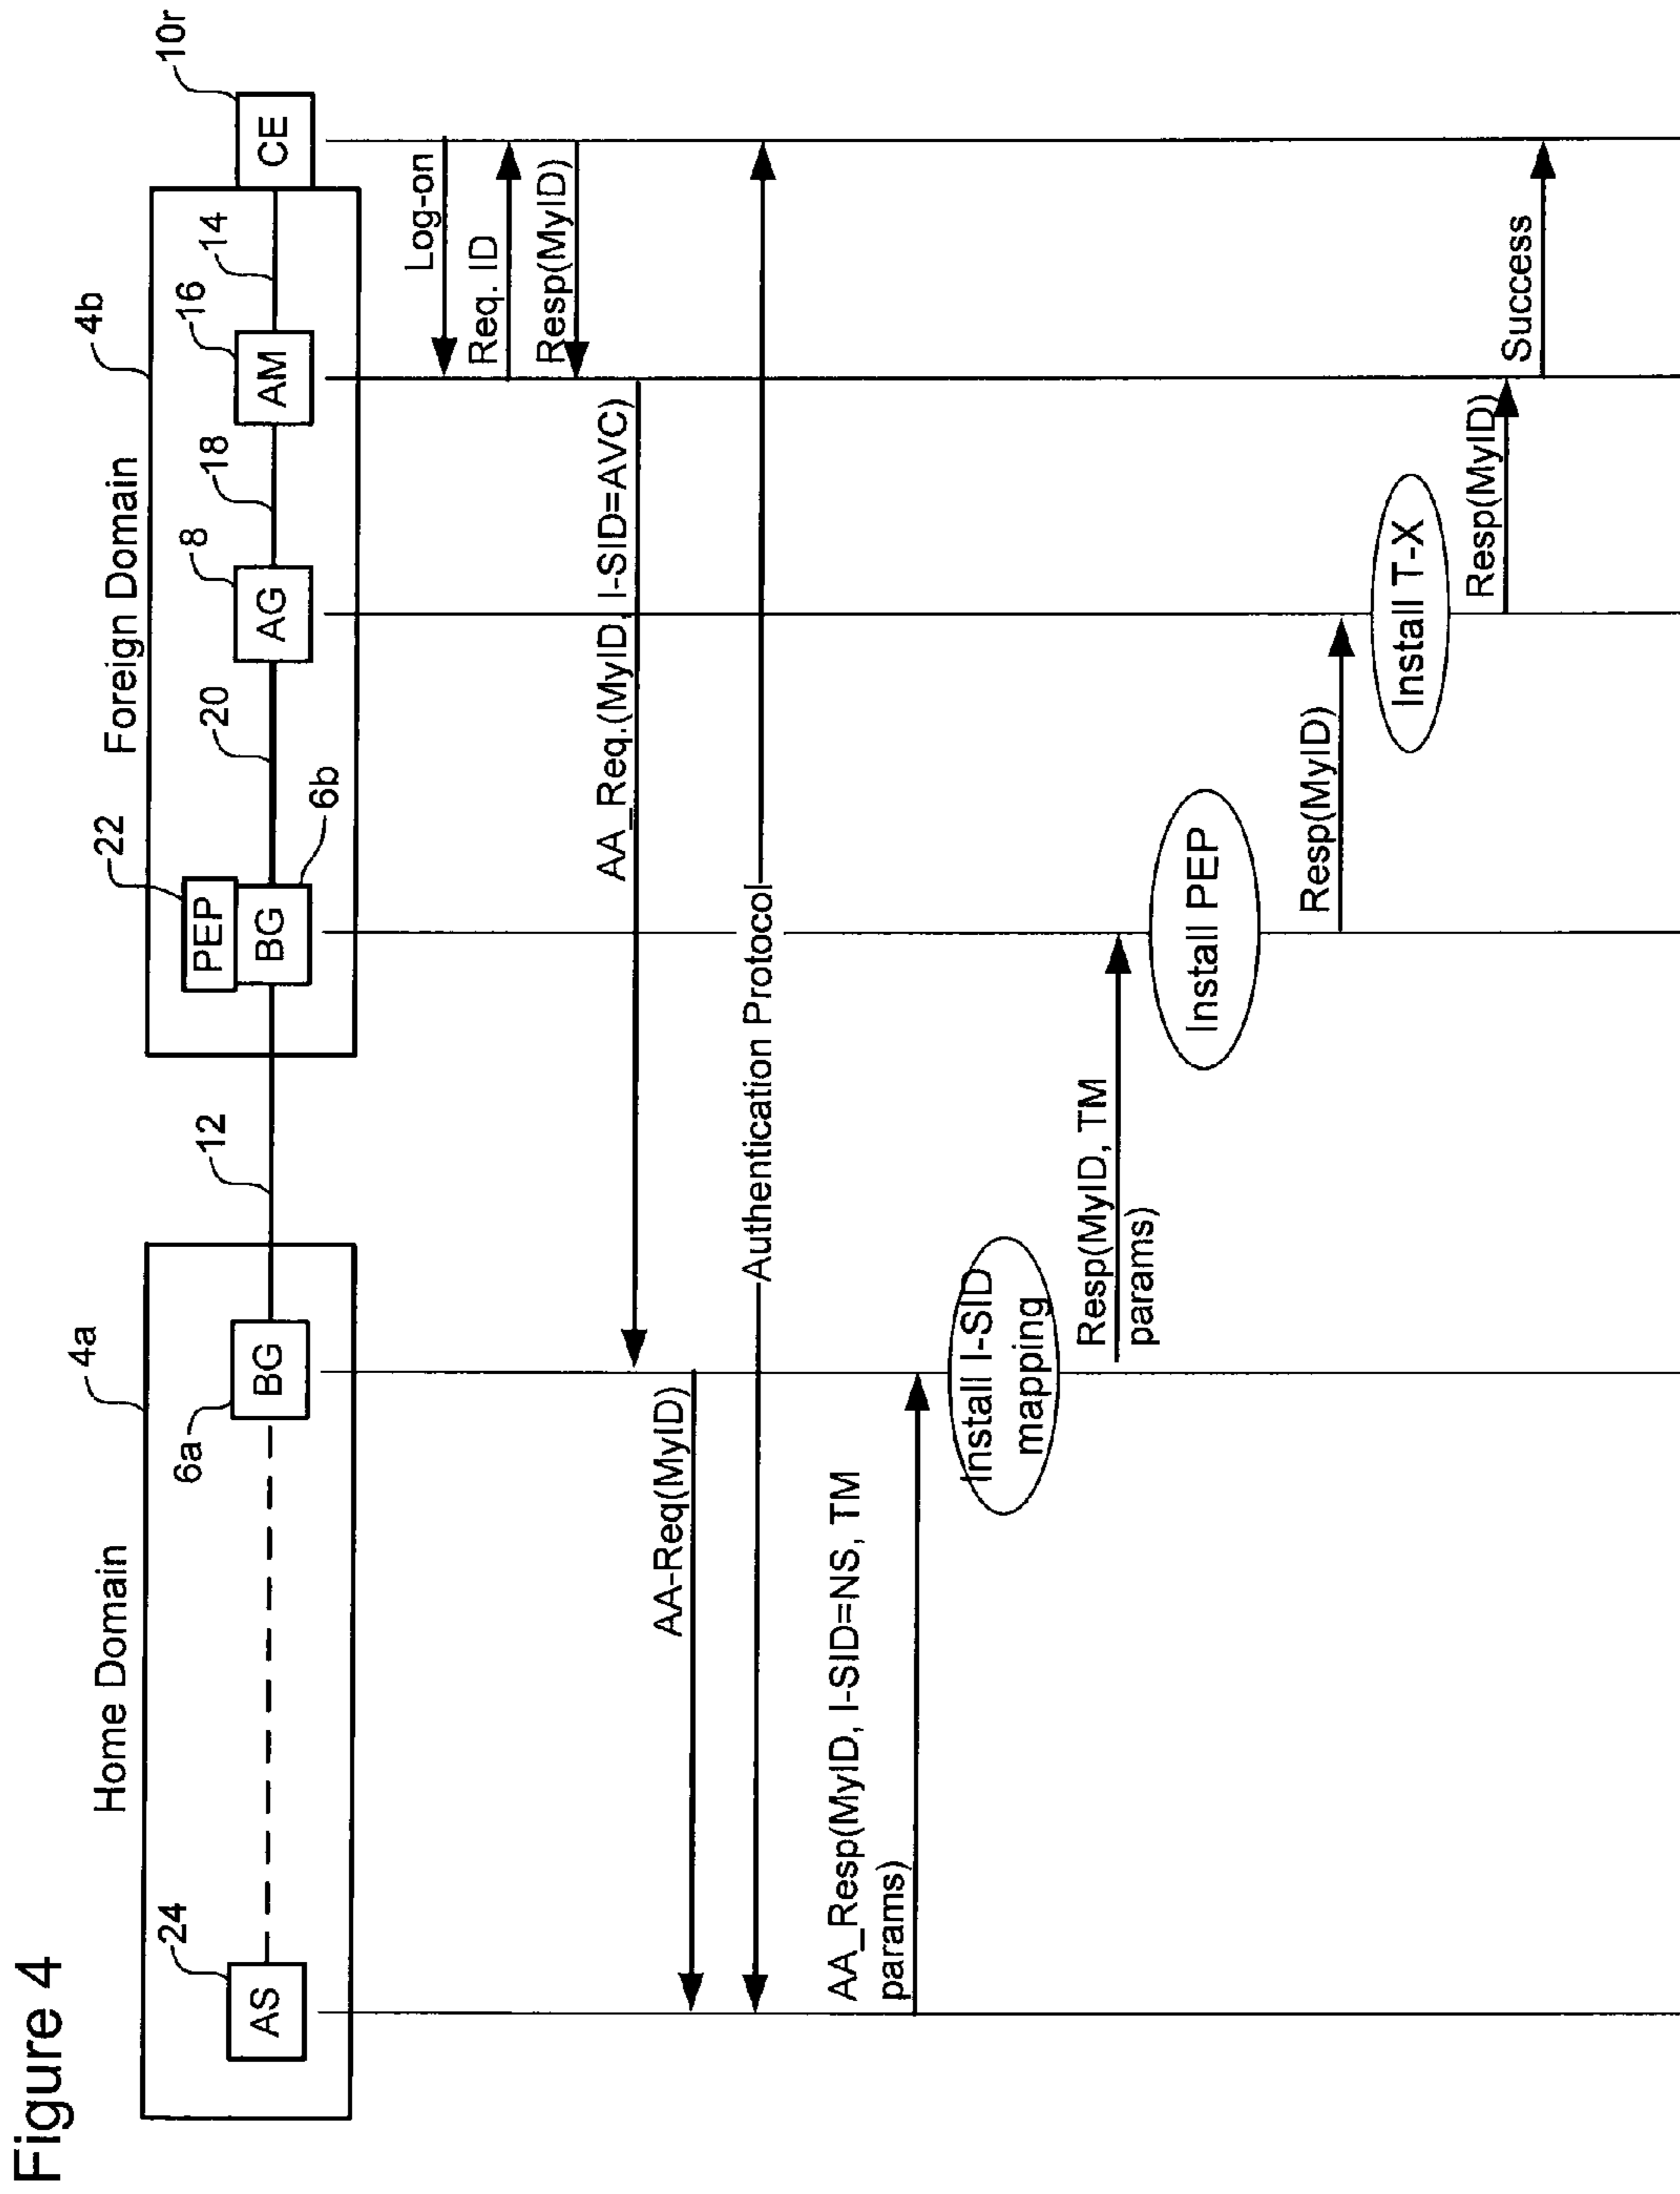 Figure 4
Home Domain
4a
Foreign Domain
4b
10r
24
AS
6a
BG
12
22
PEP
BG
6b
20
8
AG
18
16
AM
14
CE
Log-on
Req. ID
Resp(MyID)
AA_Req.(MyID, I-SID=AVC)
AA-Req(MyID)
Authentication Protocol
AA_Resp(MyID, I-SID=NS, TM
params)
Install I-SID
mapping
Resp(MyID, TM
params)
Install PEP
Resp(MyID)
Install T-X
Resp(MyID)
Success